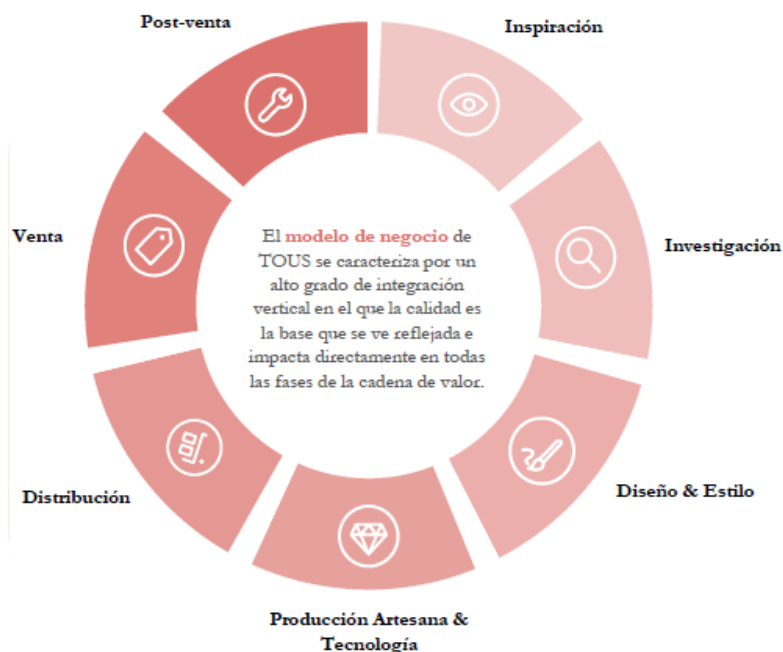 Post-venta
Inspiración
Venta
Investigación
El modelo de negocio de
TOUS se caracteriza por un
alto grado de integración
vertical en el que la calidad es
la base que se ve reflejada e
impacta directamente en todas
las fases de la cadena de valor.
Distribución
Diseño & Estilo
Producción Artesana &
Tecnología